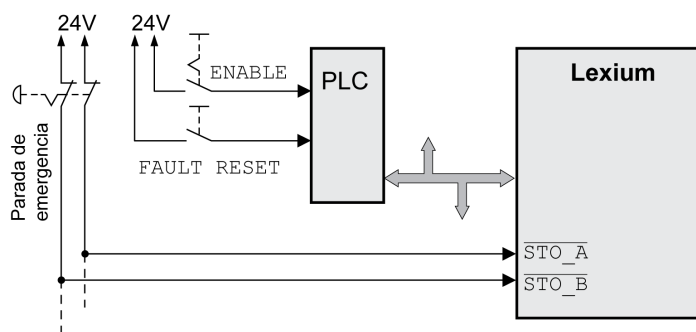 24V
24V
ENABLE
PLC
Lexium
FAULT RESET
Parada de
emergencia
STO_A
STO_B